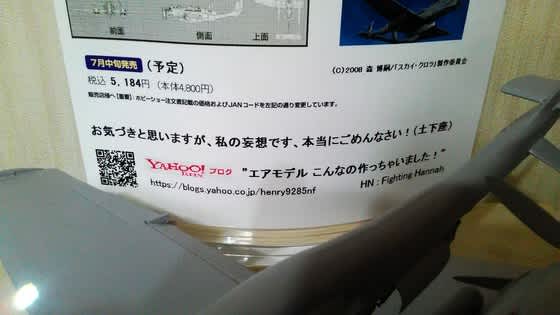 前面 側面 上面
7月中旬発売 (予定)
税込 5,184円 (本体4,800円)
販売店様へ【重要】: ホビーショー注文書記載の価格およびJANコードを左記の通り変更しています。
(C)2008 森 博嗣/「スカイ・クロラ」製作委員会
お気づきと思いますが、私の妄想です、本当にごめんなさい!(土下座)
YAHOO! JAPAN ブログ "エアモデル こんなの作っちゃいました!"
https://blogs.yahoo.co.jp/henry9285nf HN : Fighting Hannah